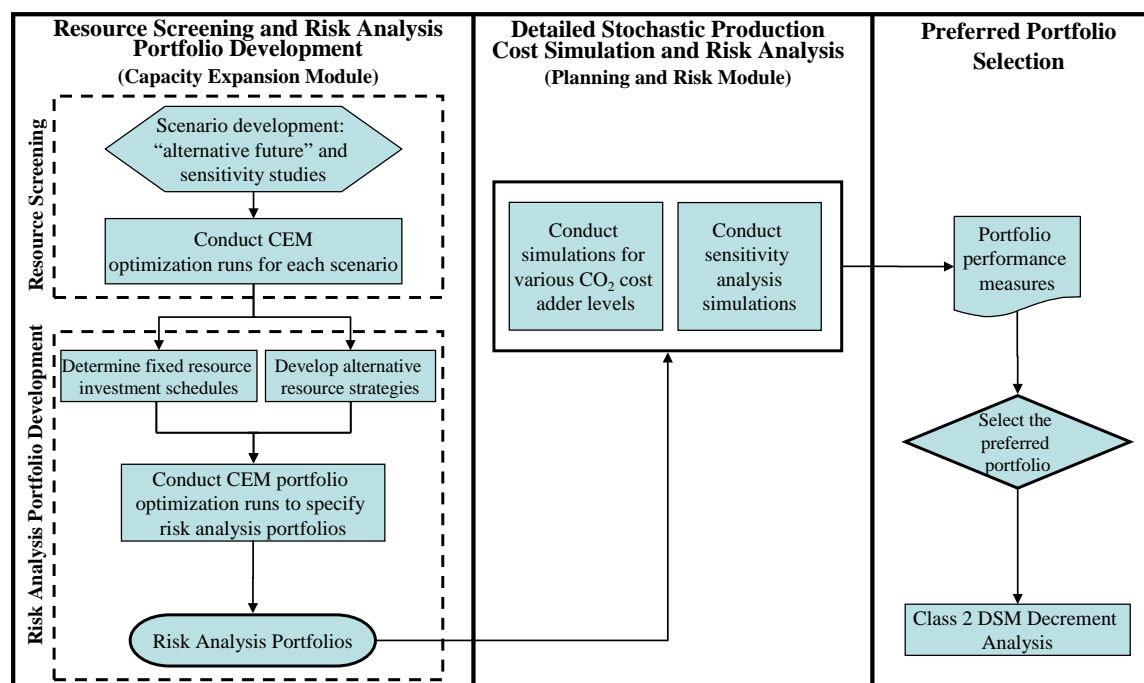 Resource Screening and Risk Analysis
Portfolio Development
(Capacity Expansion Module)
Resource Screening
Scenario development:
“alternative future” and
sensitivity studies
Conduct CEM
optimization runs for each scenario
Risk Analysis Portfolio Development
Determine fixed resource
investment schedules
Develop alternative
resource strategies
Conduct CEM portfolio
optimization runs to specify
risk analysis portfolios
Risk Analysis Portfolios
Detailed Stochastic Production
Cost Simulation and Risk Analysis
(Planning and Risk Module)
Conduct
simulations for
various CO₂ cost
adder levels
Conduct
sensitivity
analysis
simulations
Preferred Portfolio
Selection
Portfolio
performance
measures
Select the
preferred
portfolio
Class 2 DSM Decrement
Analysis